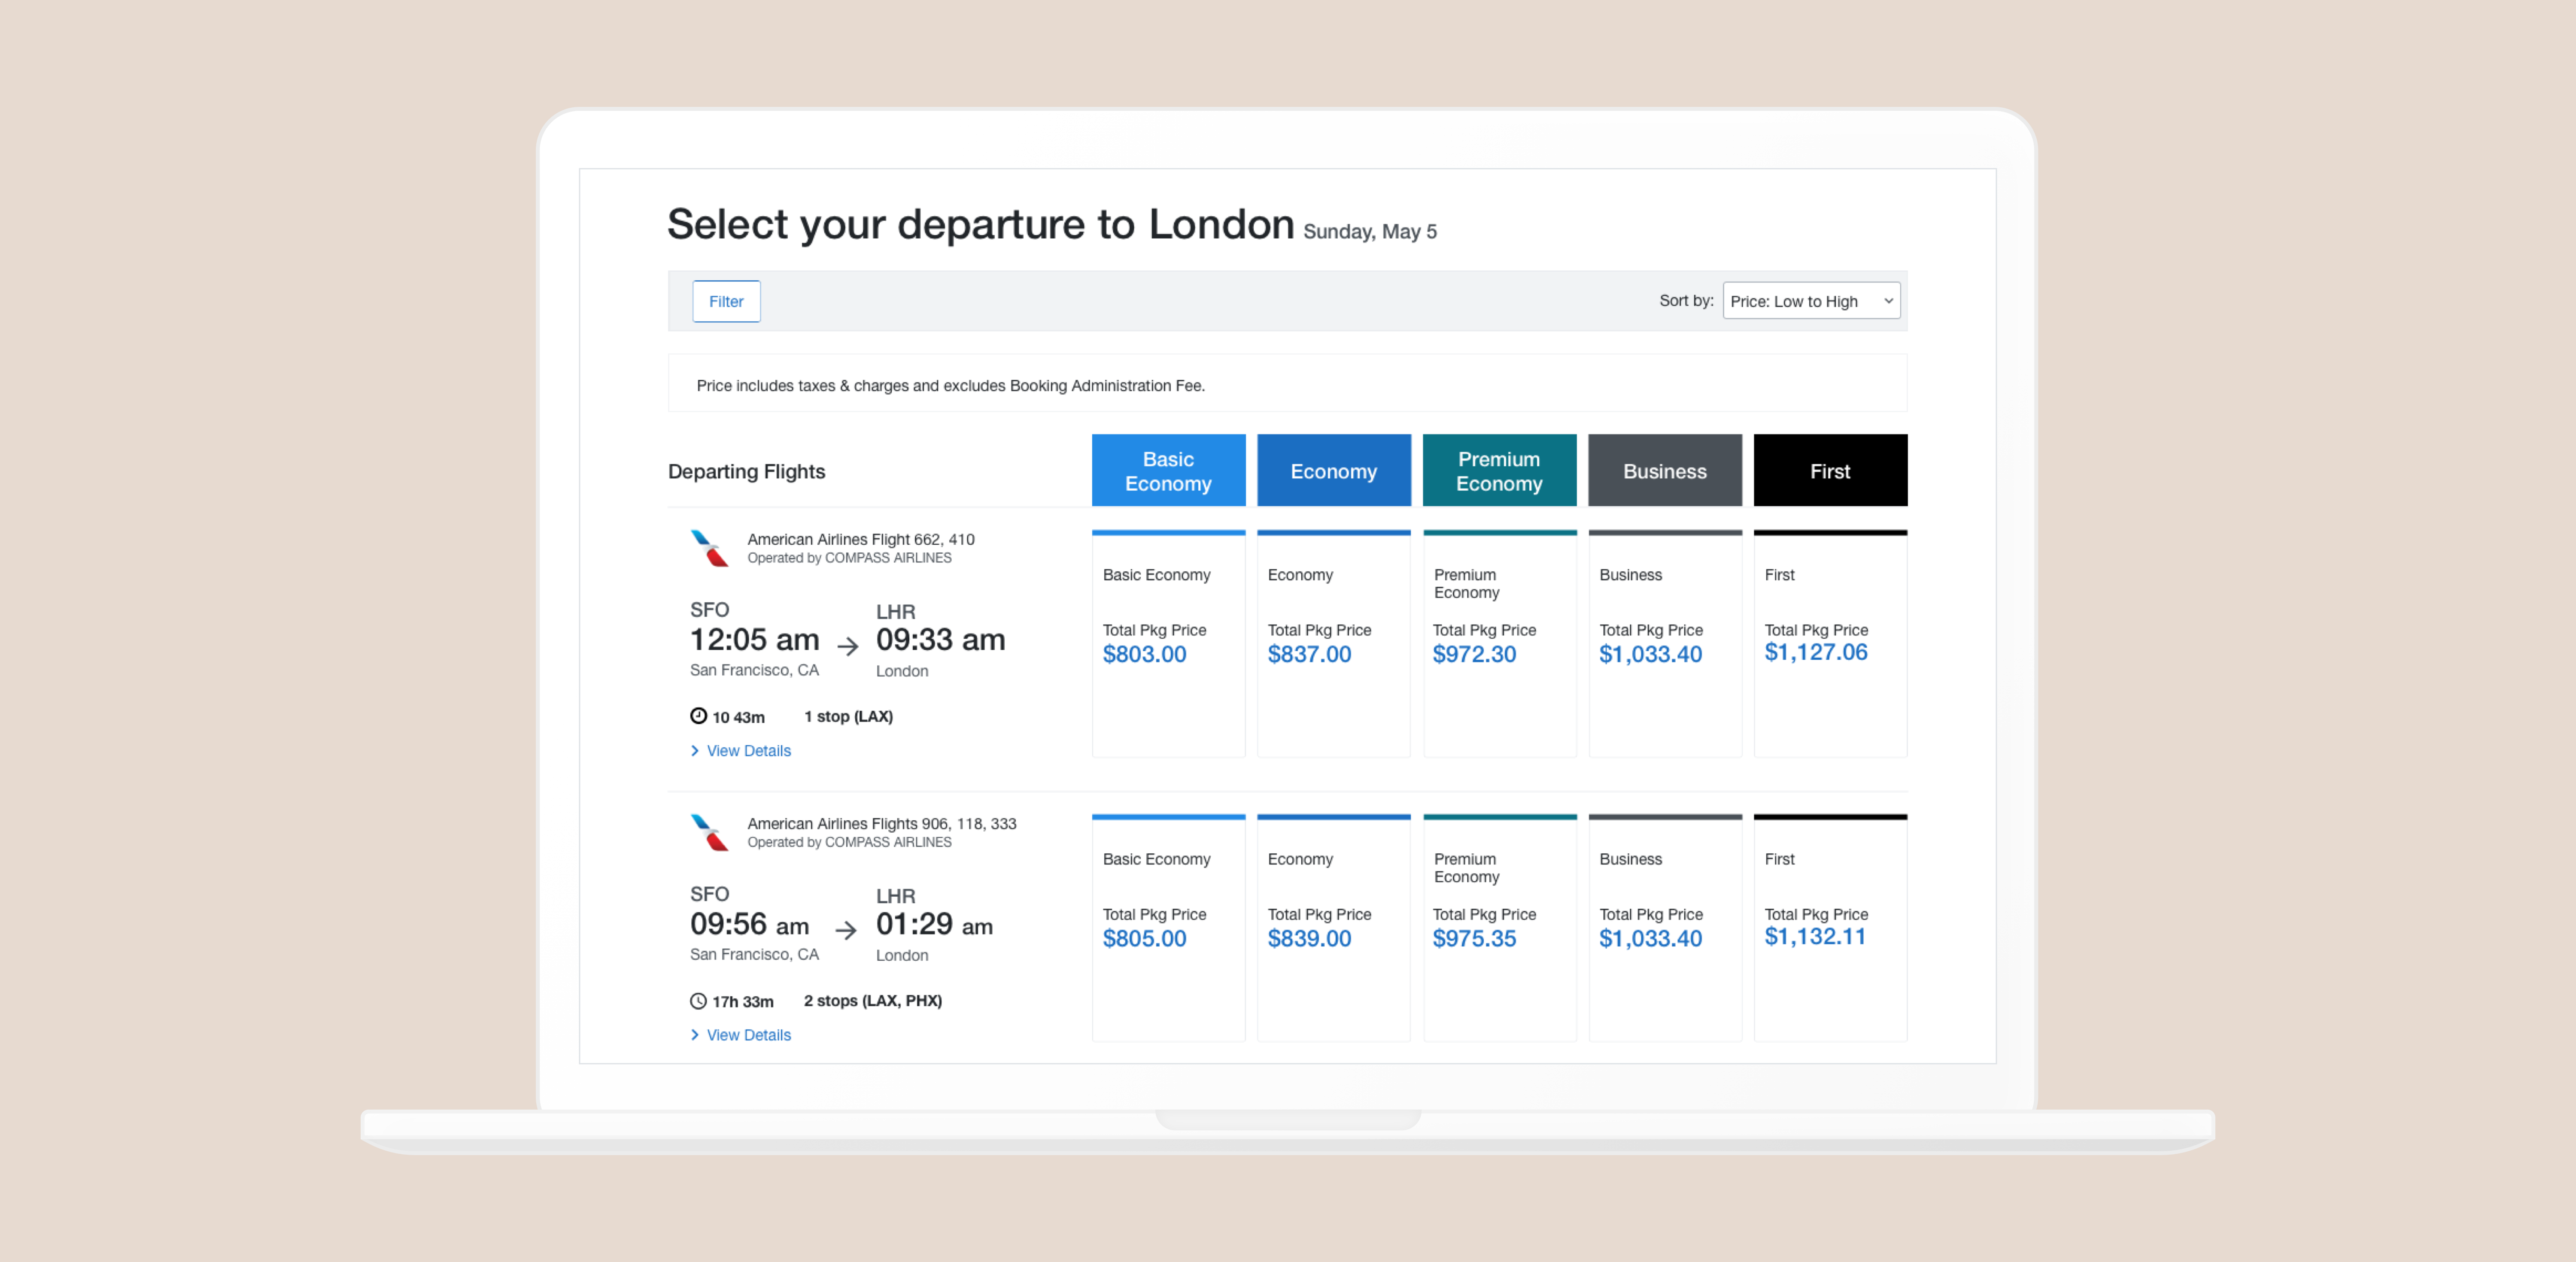 Select your departure to London Sunday, May 5
Filter
Sort by: Price: Low to High
Price includes taxes & charges and excludes Booking Administration Fee.
Departing Flights
Basic
Economy
Economy
Premium
Economy
Business
First
American Airlines Flight 662, 410
Operated by COMPASS AIRLINES
SFO
12:05 am
San Francisco, CA
LHR
09:33 am
London
10 43m
1 stop (LAX)
View Details
Basic Economy
Total Pkg Price
$803.00
Economy
Total Pkg Price
$837.00
Premium
Economy
Total Pkg Price
$972.30
Business
Total Pkg Price
$1,033.40
First
Total Pkg Price
$1,127.06
American Airlines Flights 906, 118, 333
Operated by COMPASS AIRLINES
SFO
09:56 am
San Francisco, CA
LHR
01:29 am
London
17h 33m
2 stops (LAX, PHX)
View Details
Basic Economy
Total Pkg Price
$805.00
Economy
Total Pkg Price
$839.00
Premium
Economy
Total Pkg Price
$975.35
Business
Total Pkg Price
$1,033.40
First
Total Pkg Price
$1,132.11